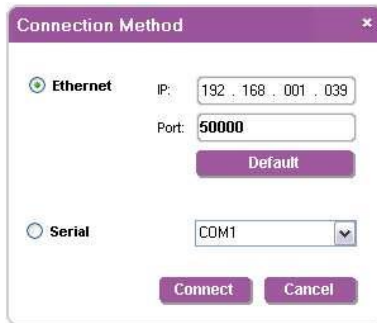 Connection Method ×
Ethernet IP: 192 . 168 . 001 . 039
Port: 50000
Default
Serial COM1
Connect Cancel